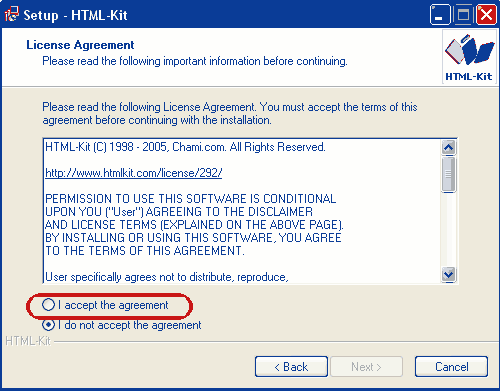 Setup - HTML-Kit
License Agreement
Please read the following important information before continuing.
HTML-Kit
Please read the following License Agreement. You must accept the terms of this
agreement before continuing with the installation.
HTML-Kit (C) 1998 - 2005, Chami.com. All Rights Reserved.
http://www.htmlkit.com/license/292/
PERMISSION TO USE THIS SOFTWARE IS CONDITIONAL
UPON YOU ("User") AGREEING TO THE DISCLAIMER
AND LICENSE TERMS (EXPLAINED ON THE ABOVE PAGE).
BY INSTALLING OR USING THIS SOFTWARE, YOU AGREE
TO THE TERMS OF THIS AGREEMENT.
User specifically agrees not to distribute, reproduce,
I accept the agreement
I do not accept the agreement
HTML-Kit
< Back
Next >
Cancel